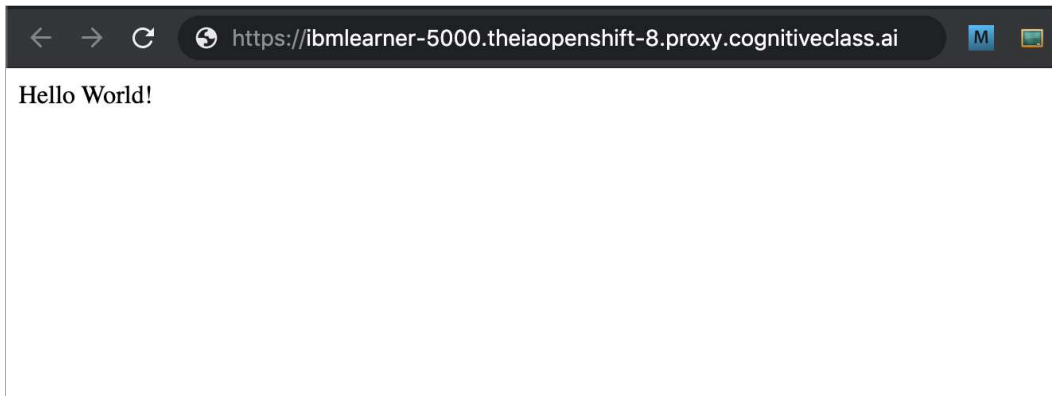 https://ibmlearner-5000.theiaopenshift-8.proxy.cognitiveclass.ai
M
Hello World!